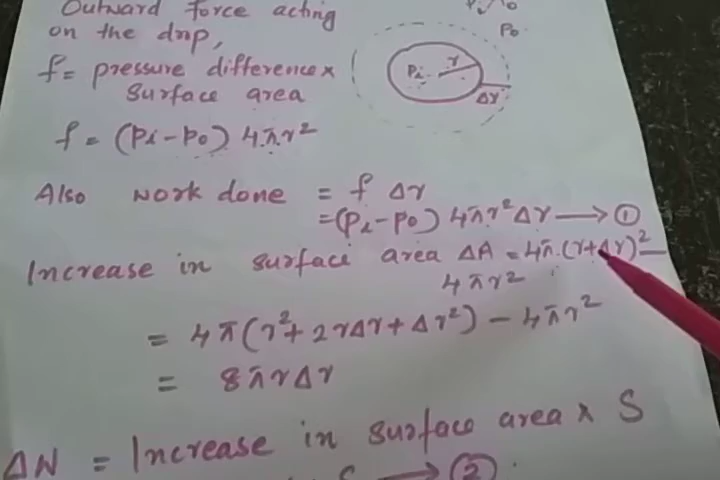 Outward force acting
on the drop,
f = pressure difference ×
surface area
f = (Pi - Po) 4πr²
Po
Pi
r
Δr
Also work done = f Δr
= (Pi - Po) 4πr² Δr → ①
Increase in surface area ΔA = 4π.(r+Δr)² -
4πr²
= 4π(r² + 2rΔr + Δr²) - 4πr²
= 8πrΔr
ΔW = Increase in surface area × S
→ ②.